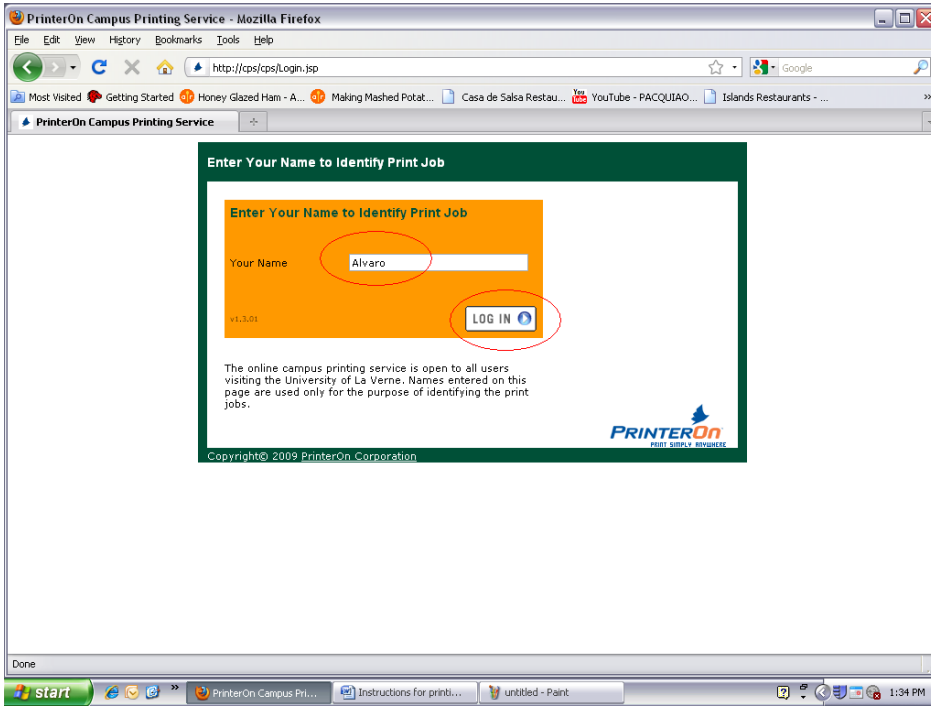 PrinterOn Campus Printing Service - Mozilla Firefox
File Edit View History Bookmarks Tools Help
http://cps/cps/Login.jsp
Google
Most Visited Getting Started Honey Glazed Ham - A... Making Mashed Potat... Casa de Salsa Restau... YouTube - PACQUIAO... Islands Restaurants - ... »
PrinterOn Campus Printing Service
Enter Your Name to Identify Print Job
Enter Your Name to Identify Print Job
Your Name Alvaro
v1.3.01 LOG IN
The online campus printing service is open to all users
visiting the University of La Verne. Names entered on this
page are used only for the purpose of identifying the print
jobs.
PRINTERON
PRINT SIMPLY ANYWHERE
Copyright© 2009 PrinterOn Corporation
Done
start » PrinterOn Campus Pri... Instructions for printi... untitled - Paint 1:34 PM